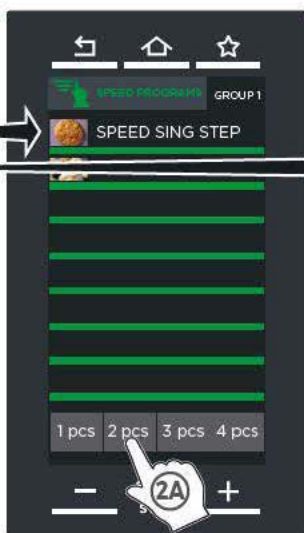 SPEED PROGRAMS GROUP 1
SPEED SING STEP
1 pcs 2 pcs 3 pcs 4 pcs
2A